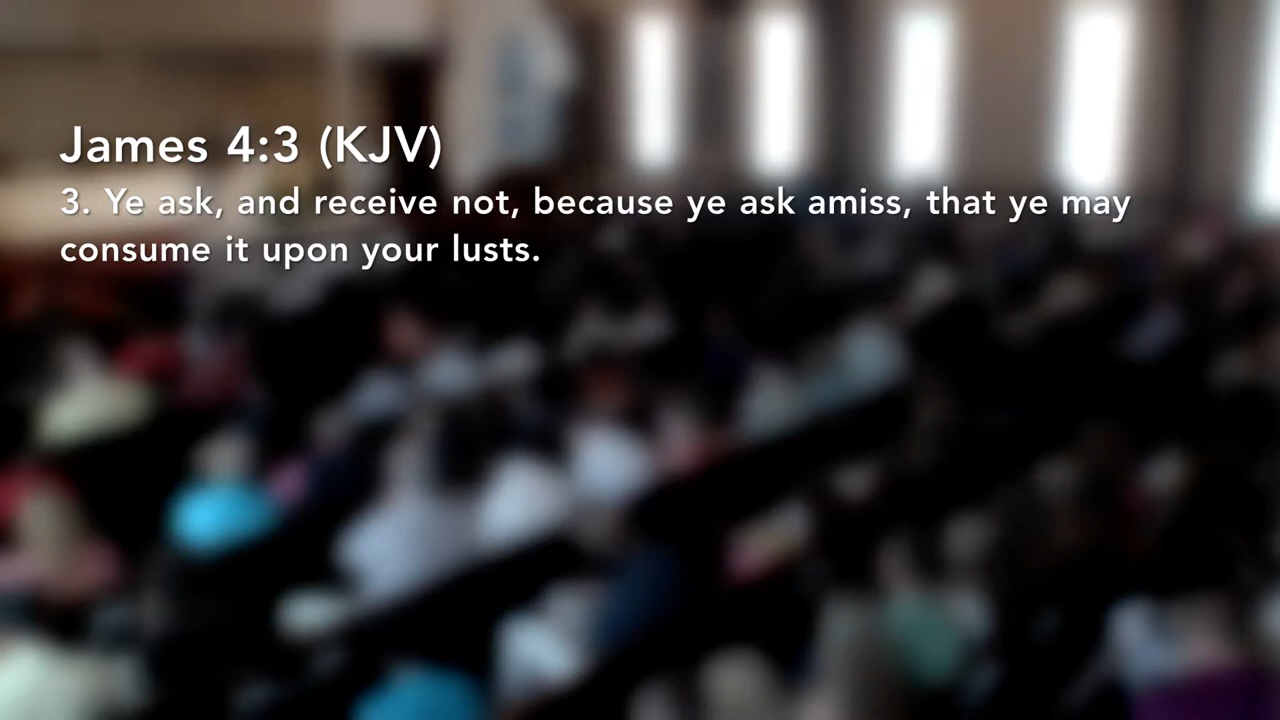 James 4:3 (KJV)
3. Ye ask, and receive not, because ye ask amiss, that ye may
consume it upon your lusts.